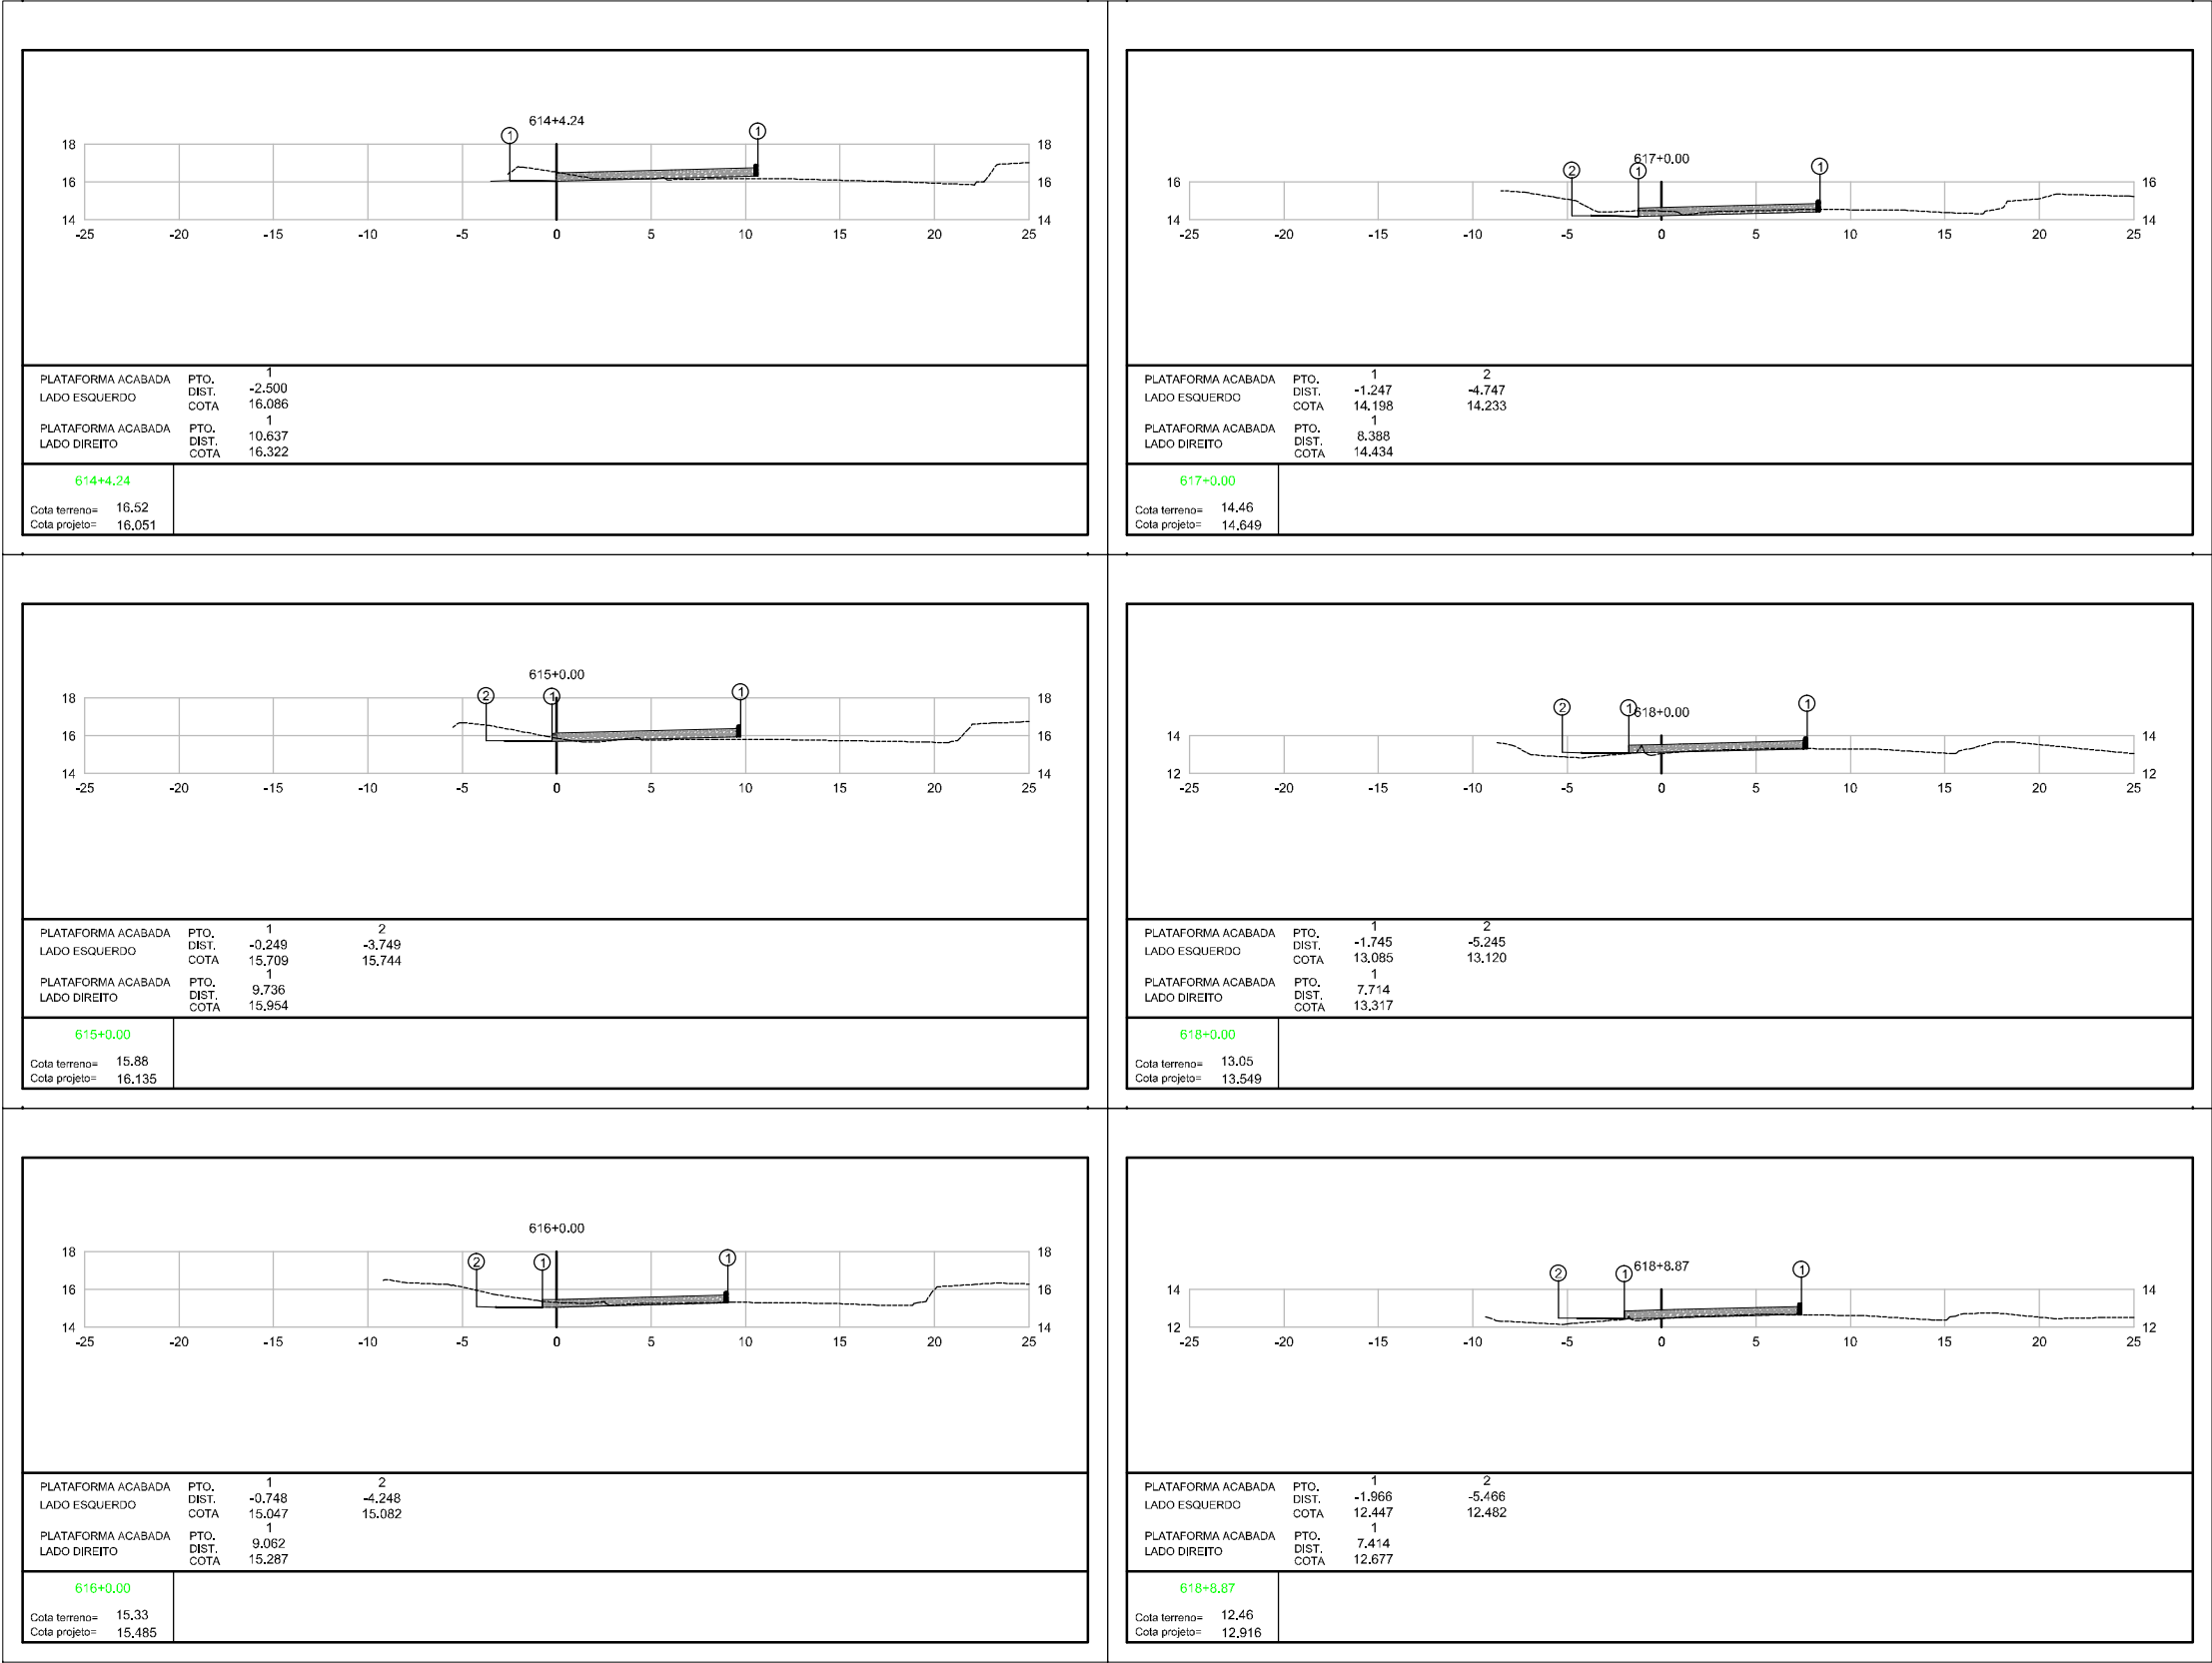 614+4.24
1 1
18 18
16 16
14 14
-25 -20 -15 -10 -5 0 5 10 15 20 25
PLATAFORMA ACABADA PTO. 1
LADO ESQUERDO DIST. -2.500
COTA 16.086
PLATAFORMA ACABADA PTO. 1
LADO DIREITO DIST. 10.637
COTA 16.322
614+4.24
Cota terreno= 16.52
Cota projeto= 16.051
617+0.00
2 1 1
16 16
14 14
-25 -20 -15 -10 -5 0 5 10 15 20 25
PLATAFORMA ACABADA PTO. 1 2
LADO ESQUERDO DIST. -1.247 -4.747
COTA 14.198 14.233
PLATAFORMA ACABADA PTO. 1
LADO DIREITO DIST. 8.388
COTA 14.434
617+0.00
Cota terreno= 14.46
Cota projeto= 14.649
615+0.00
2 1 1
18 18
16 16
14 14
-25 -20 -15 -10 -5 0 5 10 15 20 25
PLATAFORMA ACABADA PTO. 1 2
LADO ESQUERDO DIST. -0.249 -3.749
COTA 15.709 15.744
PLATAFORMA ACABADA PTO. 1
LADO DIREITO DIST. 9.736
COTA 15.954
615+0.00
Cota terreno= 15.88
Cota projeto= 16.135
2 1 618+0.00 1
14 14
12 12
-25 -20 -15 -10 -5 0 5 10 15 20 25
PLATAFORMA ACABADA PTO. 1 2
LADO ESQUERDO DIST. -1.745 -5.245
COTA 13.085 13.120
PLATAFORMA ACABADA PTO. 1
LADO DIREITO DIST. 7.714
COTA 13.317
618+0.00
Cota terreno= 13.05
Cota projeto= 13.549
616+0.00
2 1 1
18 18
16 16
14 14
-25 -20 -15 -10 -5 0 5 10 15 20 25
PLATAFORMA ACABADA PTO. 1 2
LADO ESQUERDO DIST. -0.748 -4.248
COTA 15.047 15.082
PLATAFORMA ACABADA PTO. 1
LADO DIREITO DIST. 9.062
COTA 15.287
616+0.00
Cota terreno= 15.33
Cota projeto= 15.485
2 1 618+8.87 1
14 14
12 12
-25 -20 -15 -10 -5 0 5 10 15 20 25
PLATAFORMA ACABADA PTO. 1 2
LADO ESQUERDO DIST. -1.966 -5.466
COTA 12.447 12.482
PLATAFORMA ACABADA PTO. 1
LADO DIREITO DIST. 7.414
COTA 12.677
618+8.87
Cota terreno= 12.46
Cota projeto= 12.916